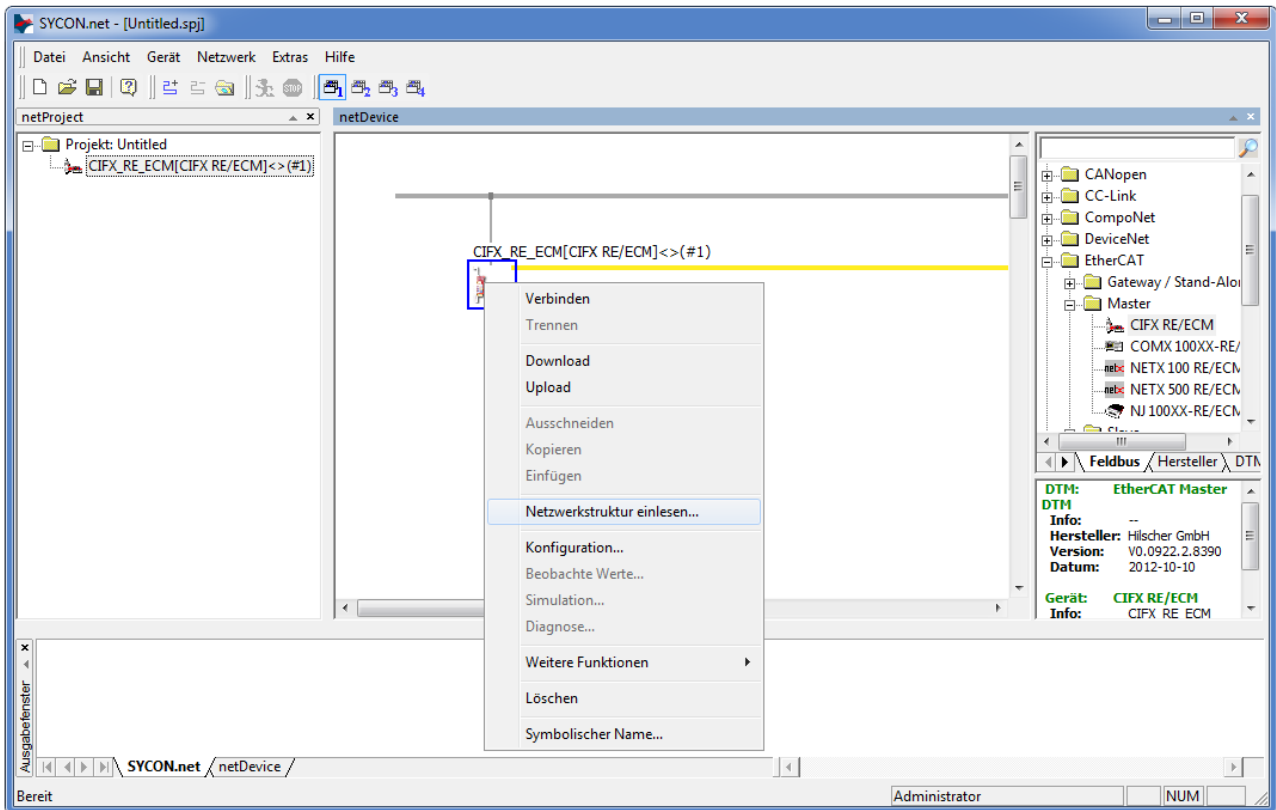 SYCON.net - [Untitled.spj]
Datei Ansicht Gerät Netzwerk Extras Hilfe
netProject
netDevice
Projekt: Untitled
CIFX_RE_ECM[CIFX RE/ECM]<>(#1)
CIFX_RE_ECM[CIFX RE/ECM]<>(#1)
Verbinden
Trennen
Download
Upload
Ausschneiden
Kopieren
Einfügen
Netzwerkstruktur einlesen...
Konfiguration...
Beobachte Werte...
Simulation...
Diagnose...
Weitere Funktionen
Löschen
Symbolischer Name...
CANopen
CC-Link
CompoNet
DeviceNet
EtherCAT
Gateway / Stand-Alo
Master
CIFX RE/ECM
COMX 100XX-RE/
NETX 100 RE/ECM
NETX 500 RE/ECM
NJ 100XX-RE/ECM
Feldbus Hersteller DTM
DTM: EtherCAT Master
DTM
Info: --
Hersteller: Hilscher GmbH
Version: V0.0922.2.8390
Datum: 2012-10-10
Gerät: CIFX RE/ECM
Info: CIFX RE ECM
Ausgabefenster
SYCON.net netDevice
Bereit Administrator NUM